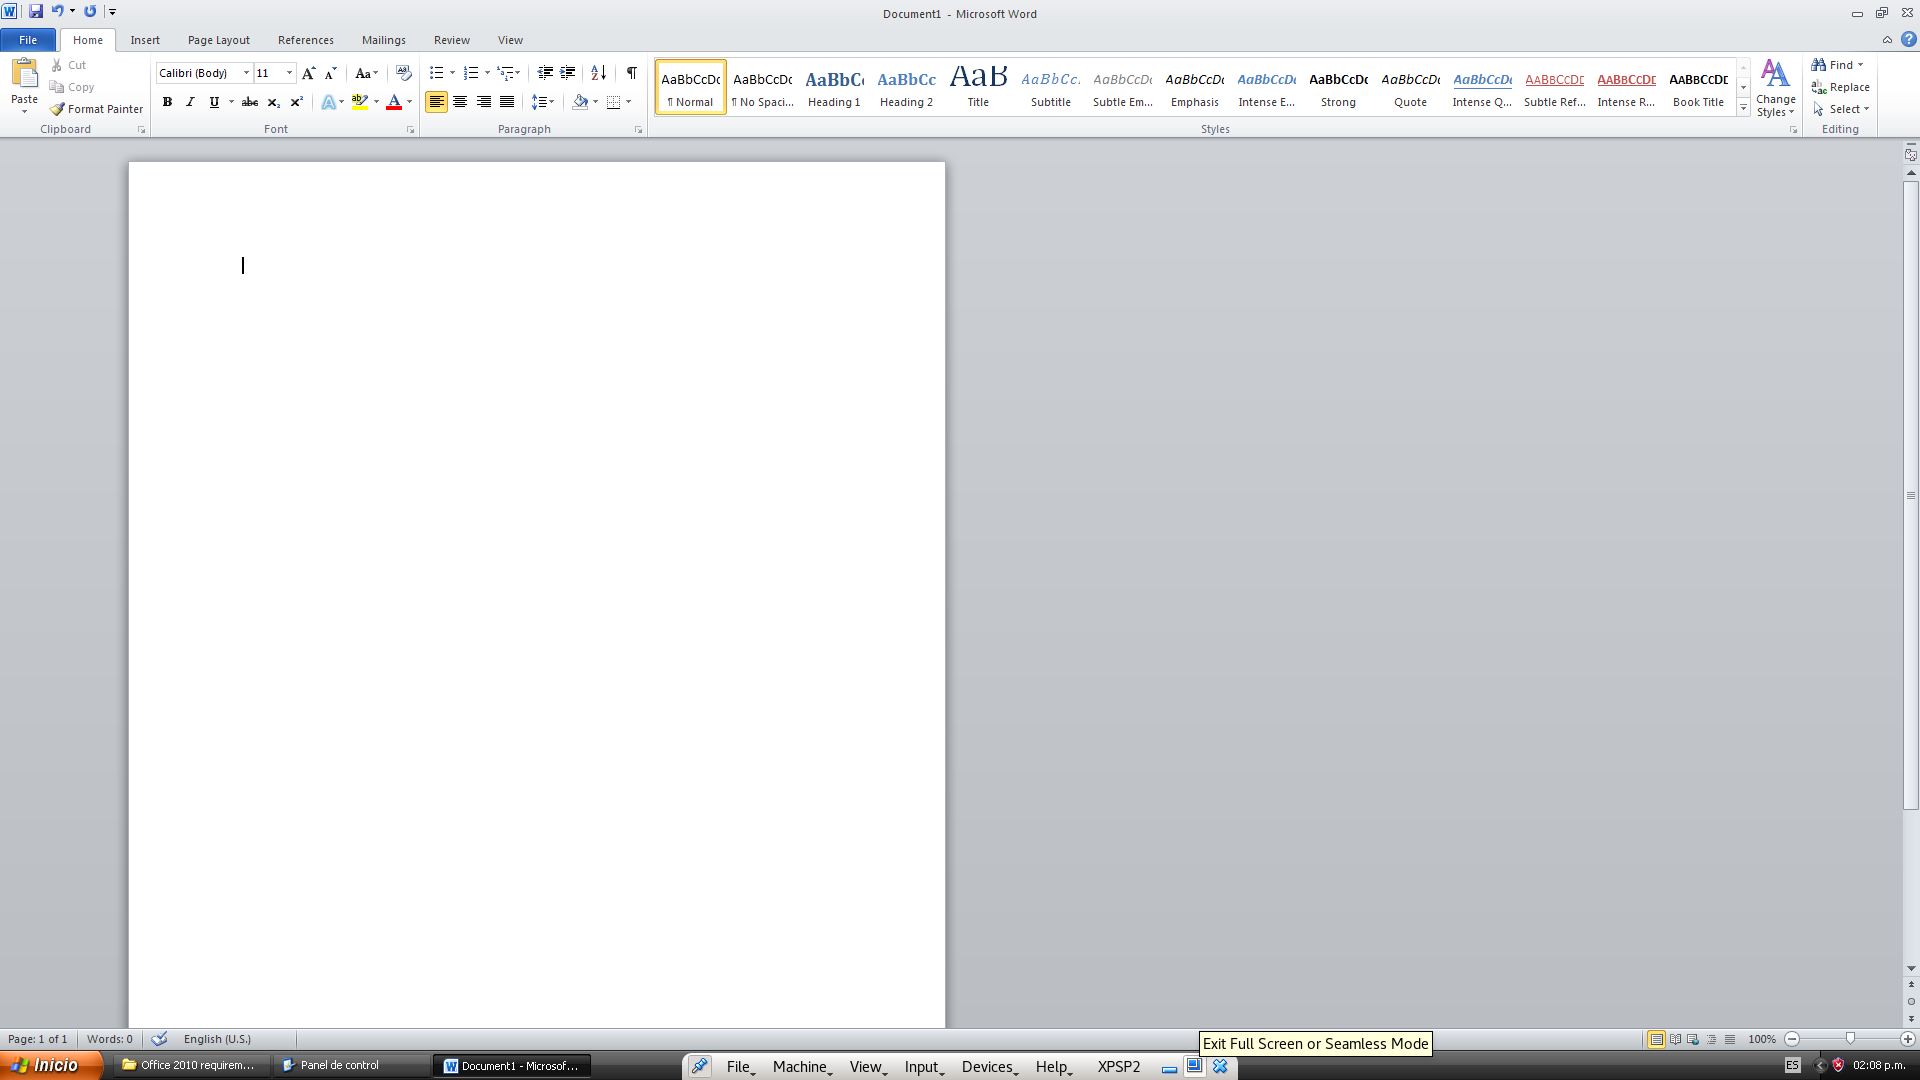 Document1 - Microsoft Word
File Home Insert Page Layout References Mailings Review View
Paste
Cut
Copy
Format Painter
Clipboard
Calibri (Body) 11
Font
Paragraph
AaBbCcDc AaBbCcDc AaBbCc AaBbCc AaB AaBbCc. AaBbCcDc AaBbCcDc AaBbCcDc AaBbCcDc AaBbCcDc AaBbCcDc AABBCCDE AABBCCDE AABBCCDE
¶ Normal ¶ No Spaci... Heading 1 Heading 2 Title Subtitle Subtle Em... Emphasis Intense E... Strong Quote Intense Q... Subtle Ref... Intense R... Book Title
Change
Styles
Styles
Find
Replace
Select
Editing
Page: 1 of 1 Words: 0 English (U.S.) 100%
Exit Full Screen or Seamless Mode
Inicio Office 2010 requirem... Panel de control Document1 - Microsof...
File Machine View Input Devices Help XPSP2
ES 02:08 p.m.